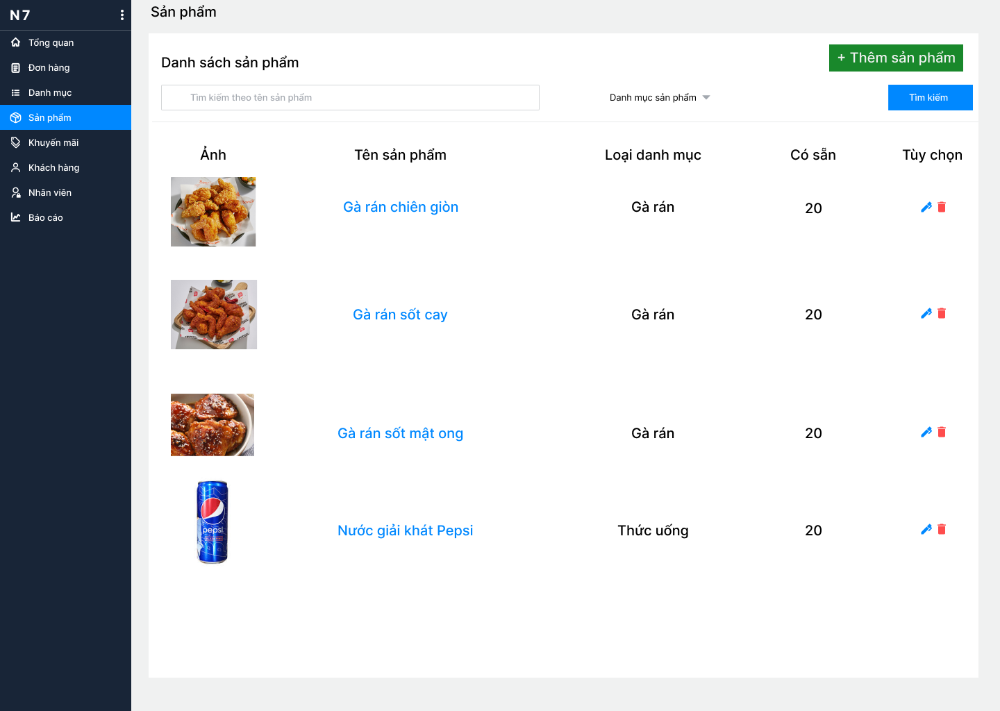 N7
Tổng quan
Đơn hàng
Danh mục
Sản phẩm
Khuyến mãi
Khách hàng
Nhân viên
Báo cáo
Sản phẩm
Danh sách sản phẩm
+ Thêm sản phẩm
Tìm kiếm theo tên sản phẩm
Danh mục sản phẩm
Tìm kiếm
Ảnh Tên sản phẩm Loại danh mục Có sẵn Tùy chọn
Gà rán chiên giòn Gà rán 20
Gà rán sốt cay Gà rán 20
Gà rán sốt mật ong Gà rán 20
pepsi
Nước giải khát Pepsi Thức uống 20